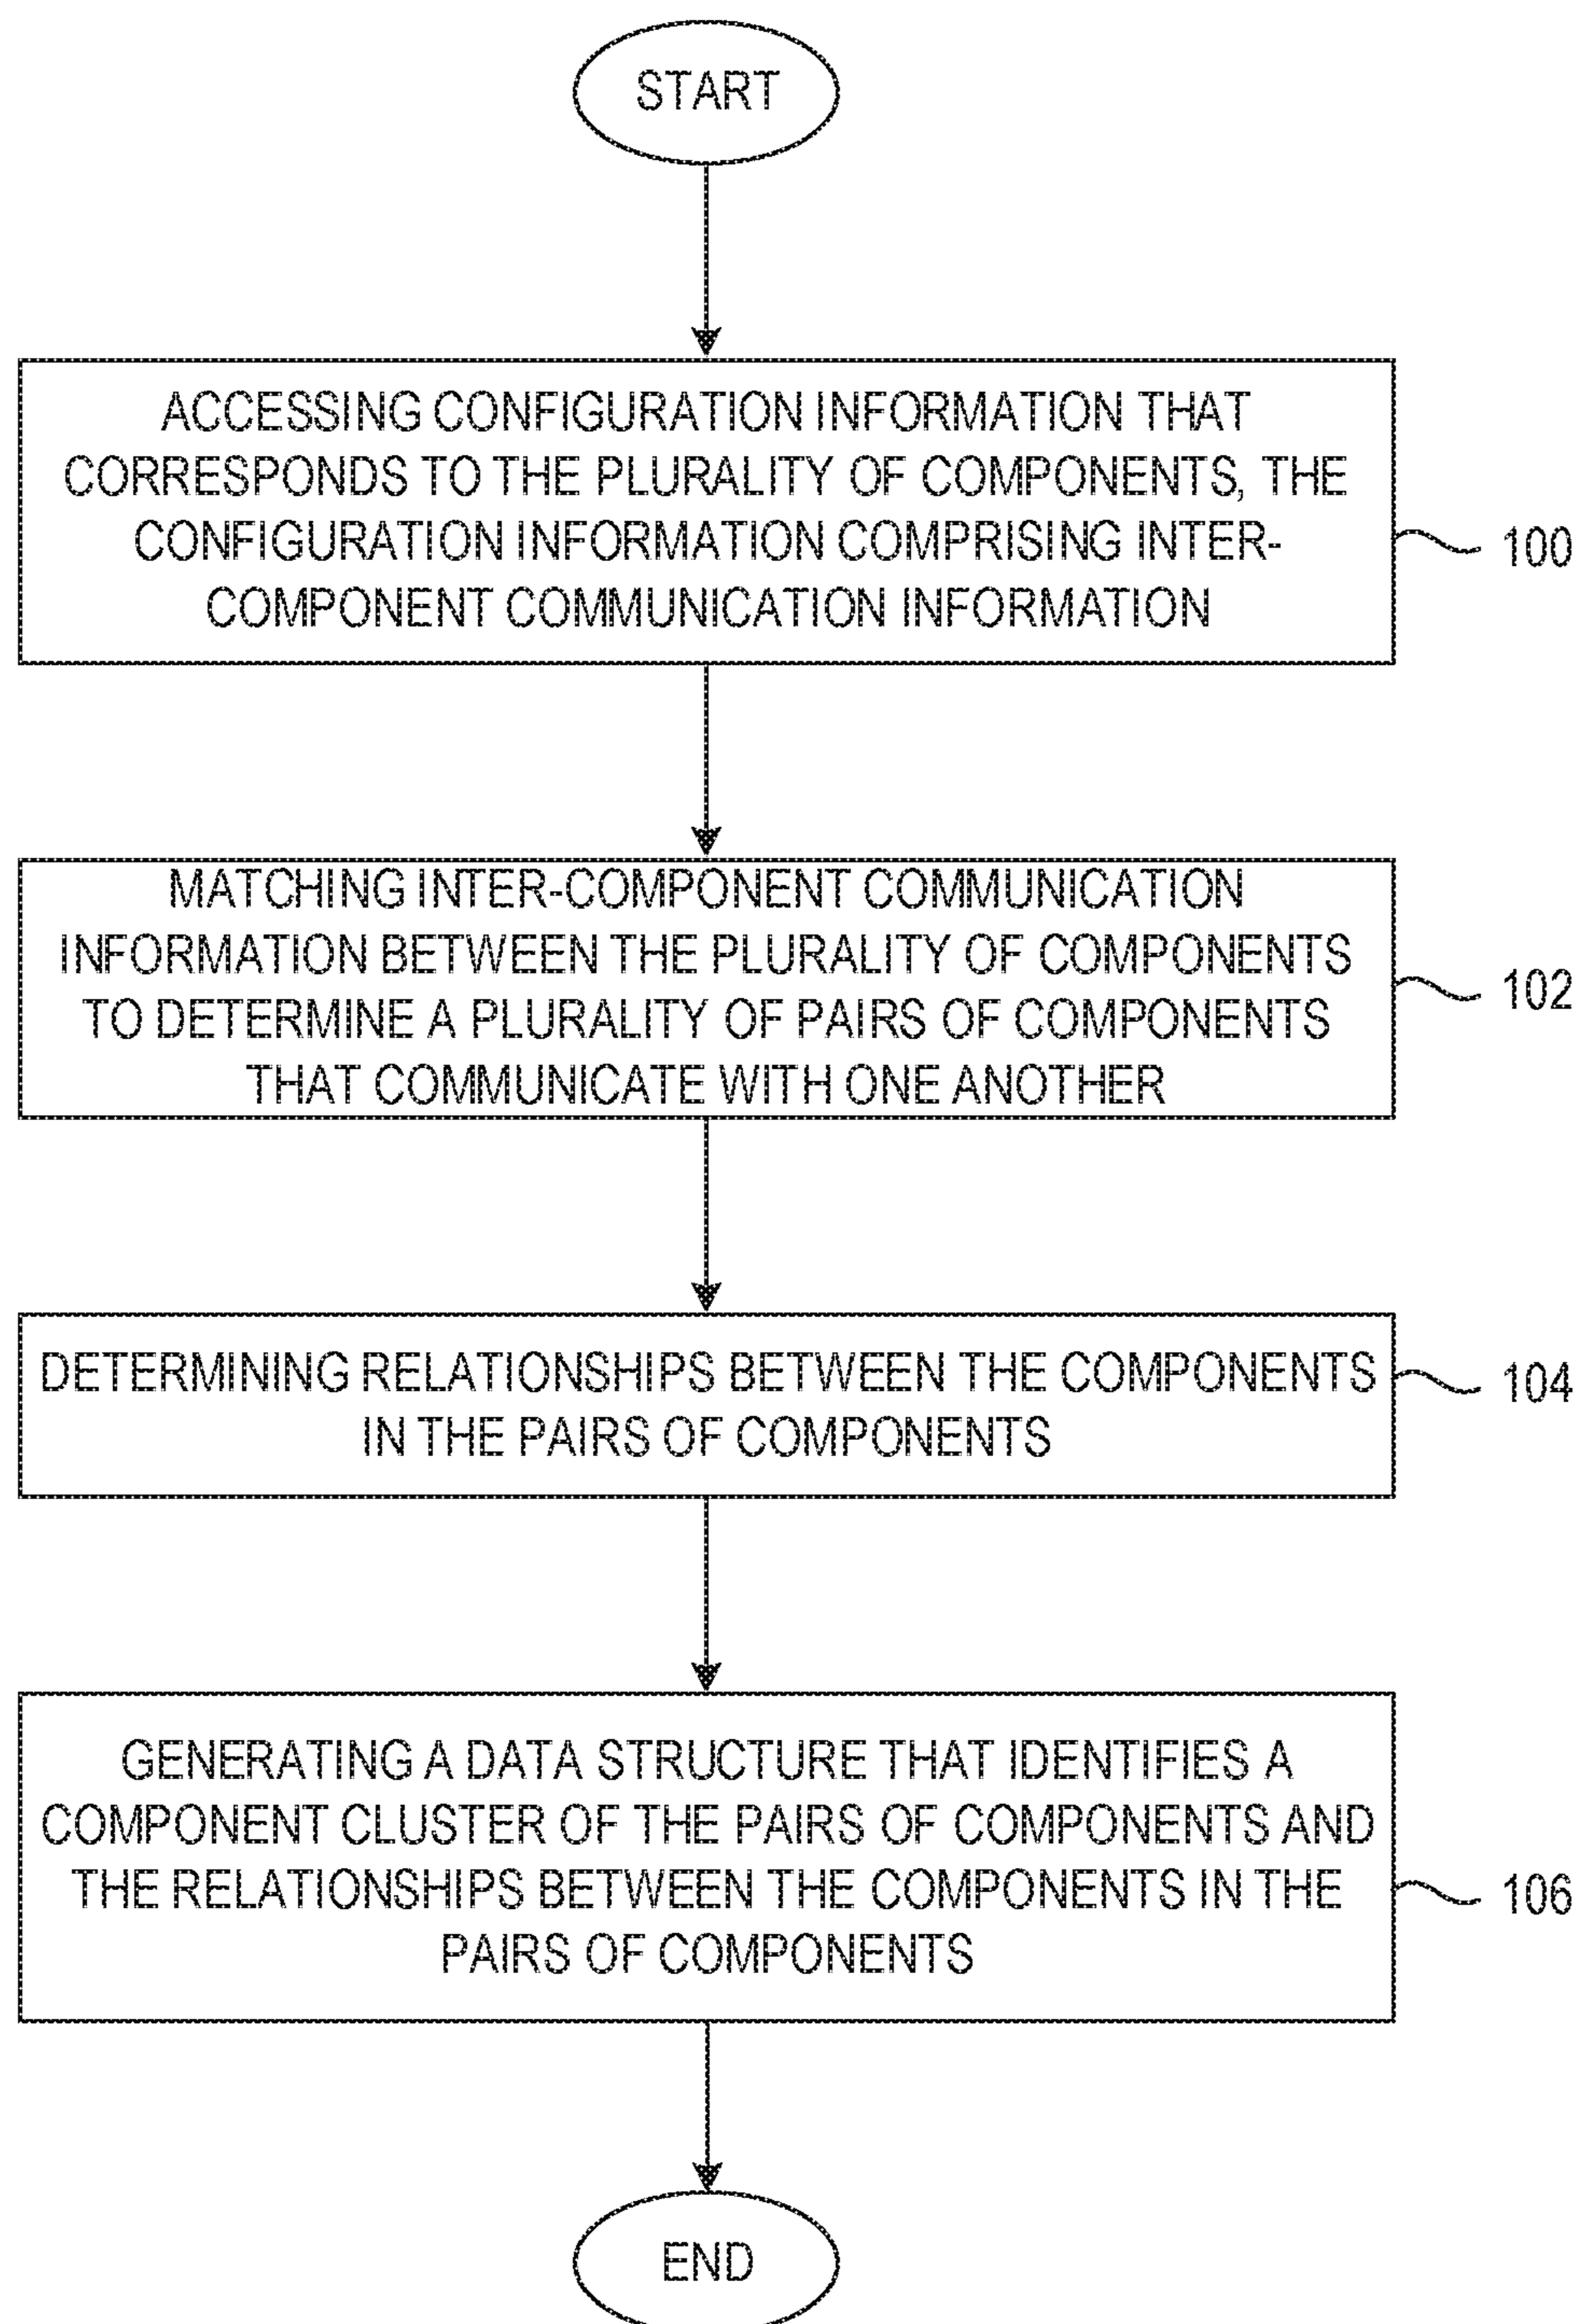 START
ACCESSING CONFIGURATION INFORMATION THAT
CORRESPONDS TO THE PLURALITY OF COMPONENTS, THE
CONFIGURATION INFORMATION COMPRISING INTER-
COMPONENT COMMUNICATION INFORMATION
100
MATCHING INTER-COMPONENT COMMUNICATION
INFORMATION BETWEEN THE PLURALITY OF COMPONENTS
TO DETERMINE A PLURALITY OF PAIRS OF COMPONENTS
THAT COMMUNICATE WITH ONE ANOTHER
102
DETERMINING RELATIONSHIPS BETWEEN THE COMPONENTS
IN THE PAIRS OF COMPONENTS
104
GENERATING A DATA STRUCTURE THAT IDENTIFIES A
COMPONENT CLUSTER OF THE PAIRS OF COMPONENTS AND
THE RELATIONSHIPS BETWEEN THE COMPONENTS IN THE
PAIRS OF COMPONENTS
106
END